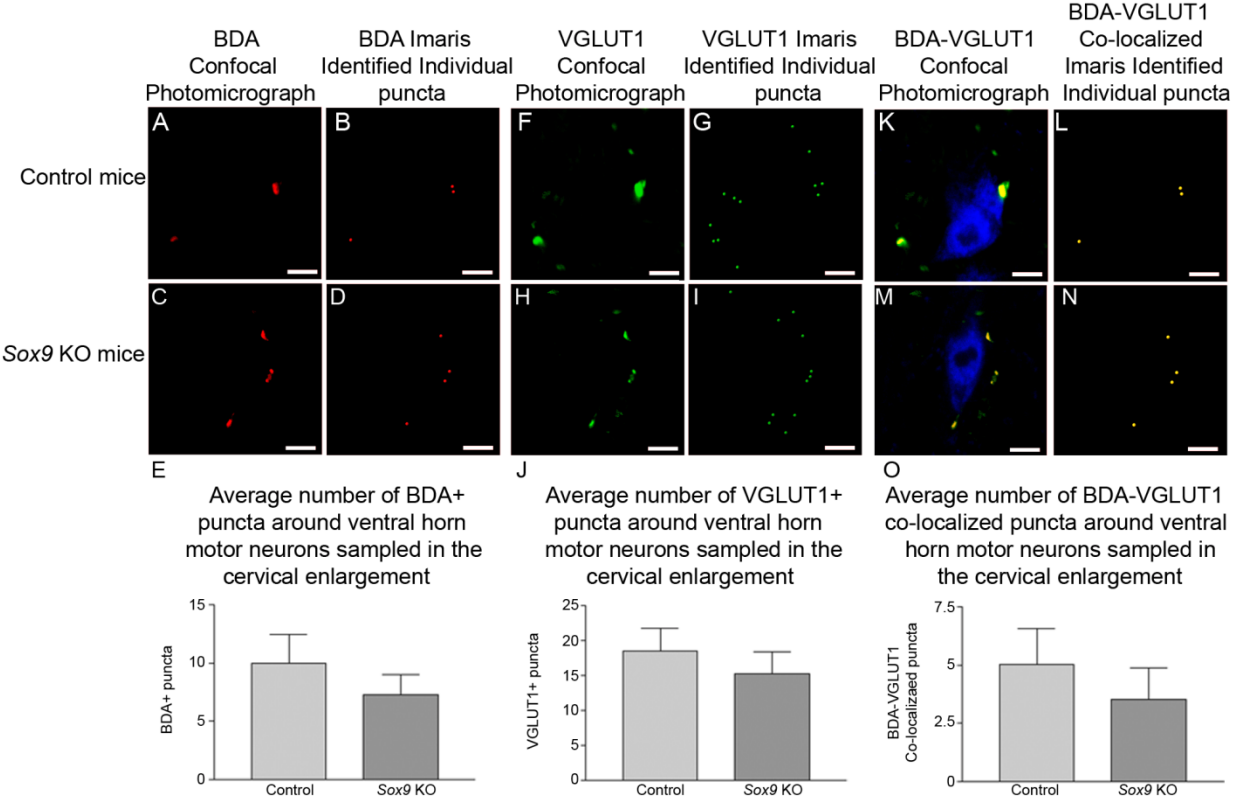 BDA
Confocal
Photomicrograph
BDA Imaris
Identified Individual
puncta
VGLUT1
Confocal
Photomicrograph
VGLUT1 Imaris
Identified Individual
puncta
BDA-VGLUT1
Confocal
Photomicrograph
BDA-VGLUT1
Co-localized
Imaris Identified
Individual puncta
Control mice
A
B
F
G
K
L
Sox9 KO mice
C
D
H
I
M
N
E
Average number of BDA+
puncta around ventral horn
motor neurons sampled in the
cervical enlargement
15
10
5
0
BDA+ puncta
Control
Sox9 KO
J
Average number of VGLUT1+
puncta around ventral horn
motor neurons sampled in the
cervical enlargement
25
20
15
10
5
0
VGLUT1+ puncta
Control
Sox9 KO
O
Average number of BDA-VGLUT1
co-localized puncta around ventral
horn motor neurons sampled in
the cervical enlargement
7.5
5
2.5
0
BDA-VGLUT1
Co-localizaed puncta
Control
Sox9 KO